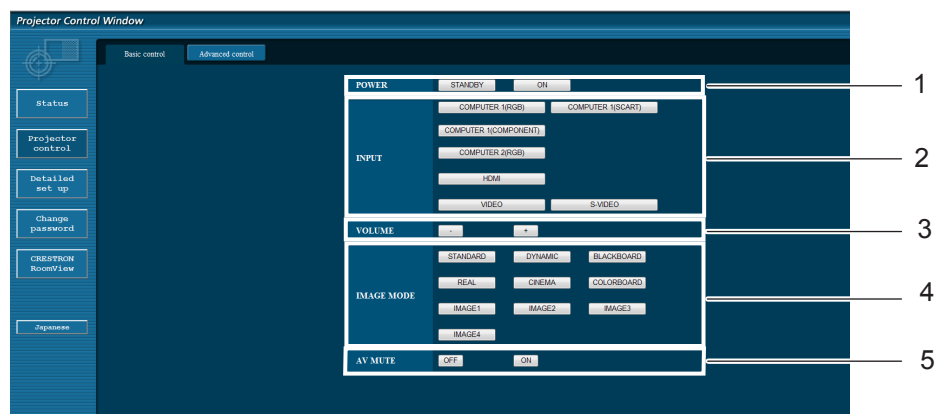 Projector Control Window
Basic control Advanced control
Status
Projector
control
Detailed
set up
Change
password
CRESTRON
RoomView
Japanese
POWER STANDBY ON 1
INPUT
COMPUTER 1(RGB) COMPUTER 1(SCART)
COMPUTER 1(COMPONENT)
COMPUTER 2(RGB)
HDMI
VIDEO S-VIDEO
2
VOLUME - + 3
IMAGE MODE
STANDARD DYNAMIC BLACKBOARD
REAL CINEMA COLORBOARD
IMAGE1 IMAGE2 IMAGE3
IMAGE4
4
AV MUTE OFF ON 5